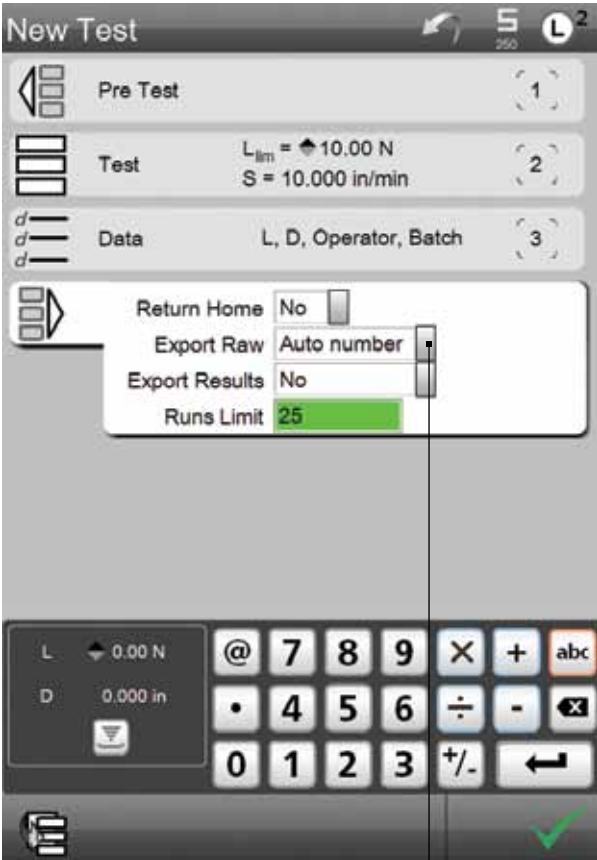 New Test S 250 L 2
Pre Test 1
Test Llim = 10.00 N 2
S = 10.000 in/min
d
d Data L, D, Operator, Batch 3
d
Return Home No
Export Raw Auto number
Export Results No
Runs Limit 25
L 0.00 N @ 7 8 9 × + abc
D 0.000 in • 4 5 6 ÷ -
0 1 2 3 +/-